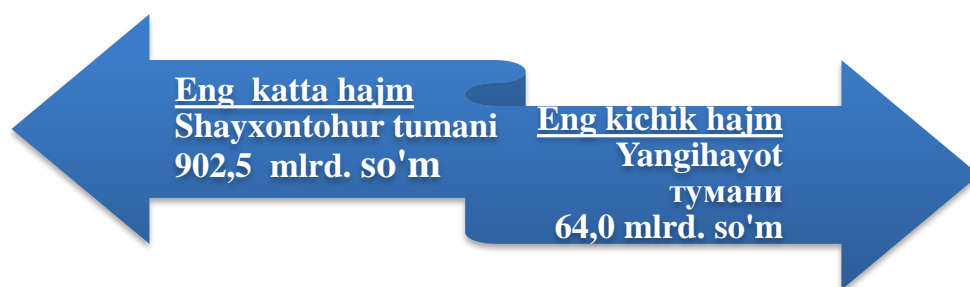 Eng katta hajm
Shayxontohur tumani
902,5 mlrd. so'm
Eng kichik hajm
Yangihayot
тумани
64,0 mlrd. so'm